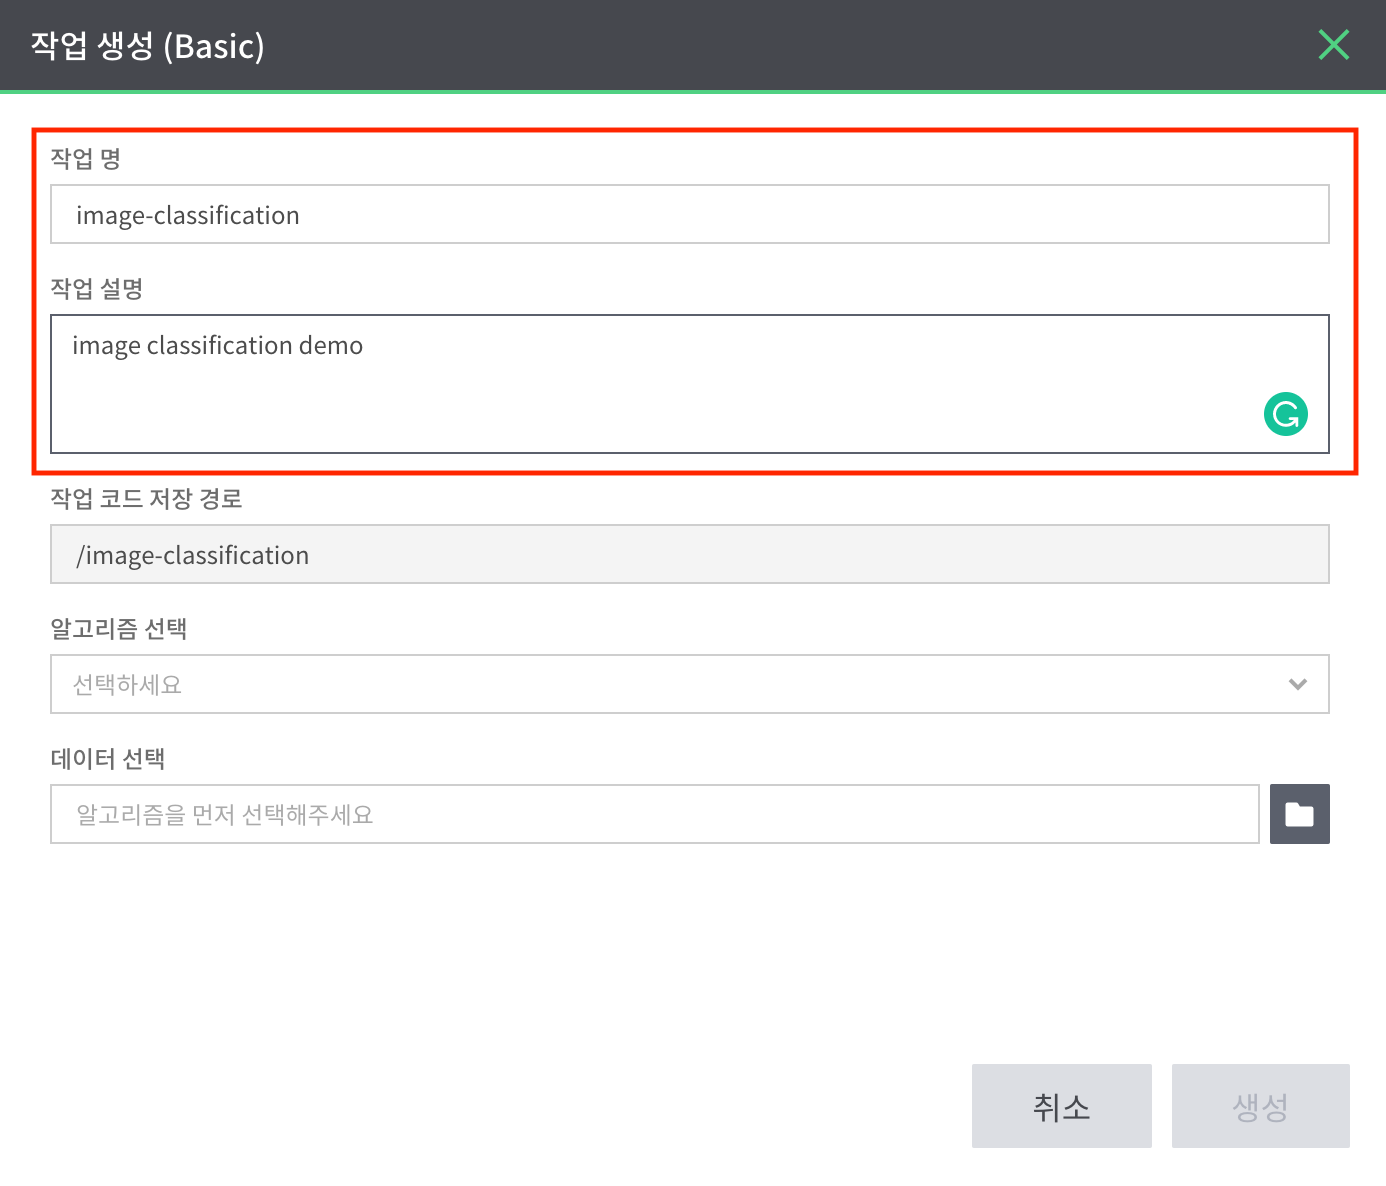 작업 생성 (Basic)
작업 명
image-classification
작업 설명
image classification demo
작업 코드 저장 경로
/image-classification
알고리즘 선택
선택하세요
데이터 선택
알고리즘을 먼저 선택해주세요
취소
생성